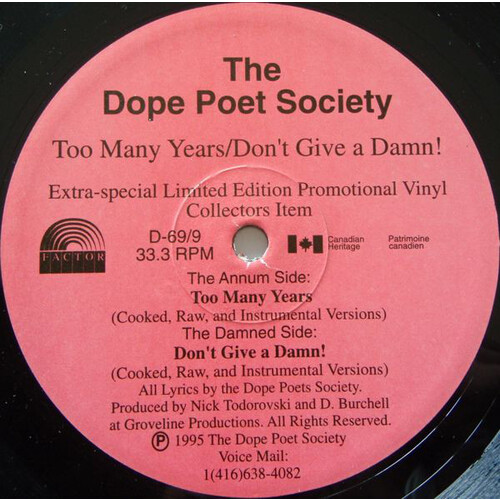 The
Dope Poet Society
Too Many Years/Don't Give a Damn!
Extra-special Limited Edition Promotional Vinyl
Collectors Item
FACTOR
D-69/9
33.3 RPM
Canadian Heritage
Patrimoine canadien
The Annum Side:
Too Many Years
(Cooked, Raw, and Instrumental Versions)
The Damned Side:
Don't Give a Damn!
(Cooked, Raw, and Instrumental Versions)
All Lyrics by the Dope Poets Society.
Produced by Nick Todorovski and D. Burchell
at Groveline Productions. All Rights Reserved.
Ⓟ 1995 The Dope Poet Society
Voice Mail:
1(416)638-4082